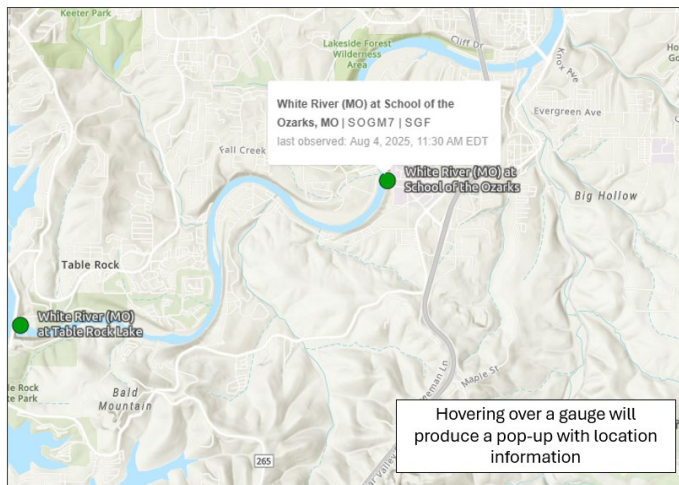 Keeter Park
Lakeside Forest
Wilderness
Area
Cliff Dr
Knox Ave
White River (MO) at School of the
Ozarks, MO | SOGM7 | SGF
last observed: Aug 4, 2025, 11:30 AM EDT
Evergreen Ave
Fall Creek
White River (MO) at
School of the Ozarks
Big Hollow
Table Rock
White River (MO)
at Table Rock Lake
Bald
Mountain
Maple St
265
Hovering over a gauge will
produce a pop-up with location
information